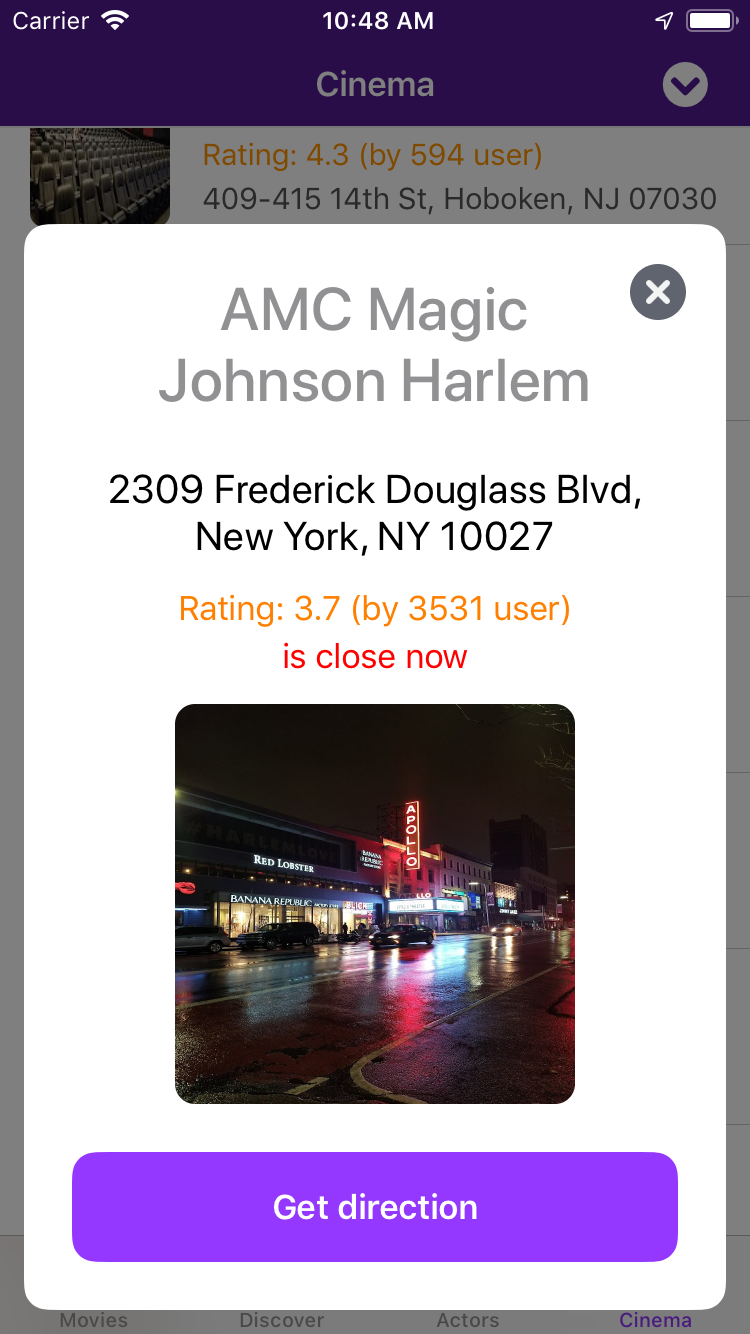 Carrier 10:48 AM
Cinema
Rating: 4.3 (by 594 user)
409-415 14th St, Hoboken, NJ 07030
AMC Magic
Johnson Harlem
2309 Frederick Douglass Blvd,
New York, NY 10027
Rating: 3.7 (by 3531 user)
is close now
#HARLEMLOVE
APOLLO
RED LOBSTER
BANANA REPUBLIC
BANANA REPUBLIC
Get direction
Movies Discover Actors Cinema